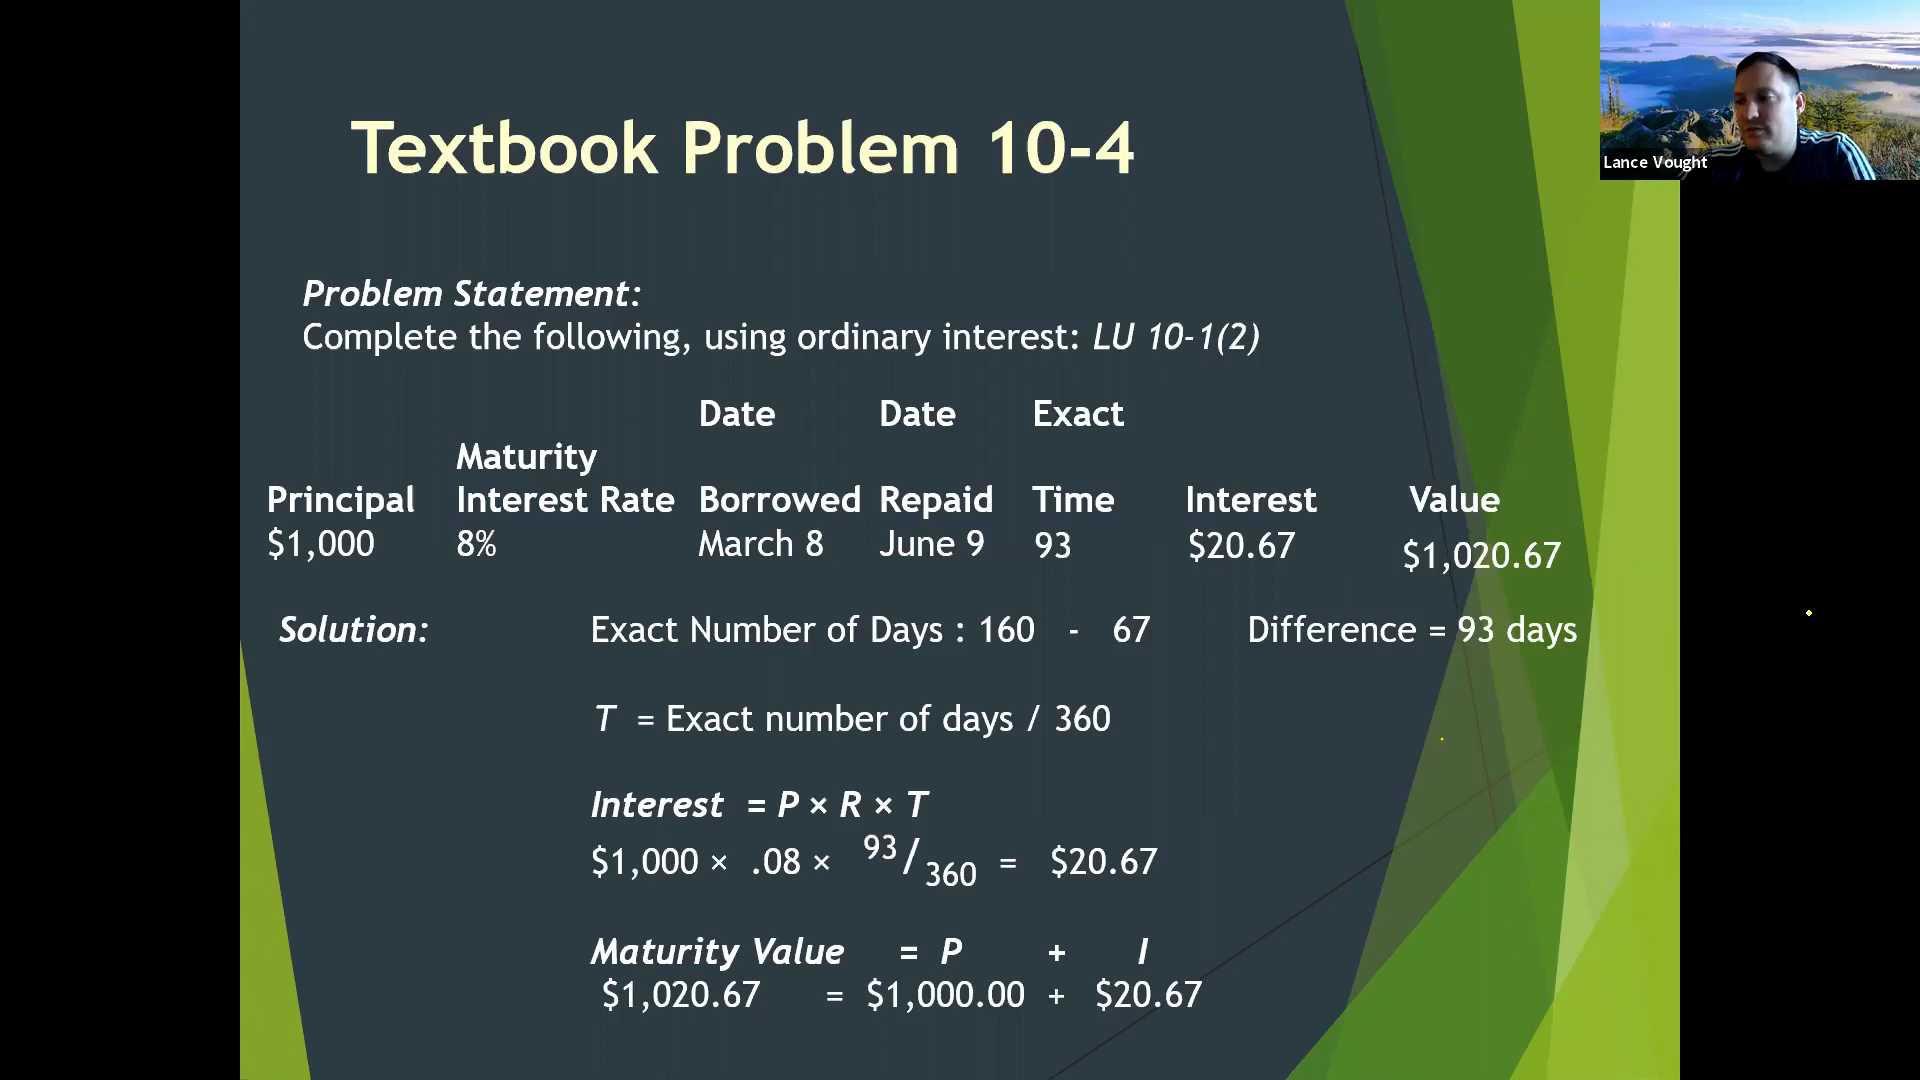 Textbook Problem 10-4
Lance Vought
Problem Statement:
Complete the following, using ordinary interest: LU 10-1(2)
Date Date Exact
Maturity
Principal Interest Rate Borrowed Repaid Time Interest Value
$1,000 8% March 8 June 9 93 $20.67 $1,020.67
Solution: Exact Number of Days : 160 - 67 Difference = 93 days
T = Exact number of days / 360
Interest = P × R × T
$1,000 × .08 × 93/360 = $20.67
Maturity Value = P + I
$1,020.67 = $1,000.00 + $20.67